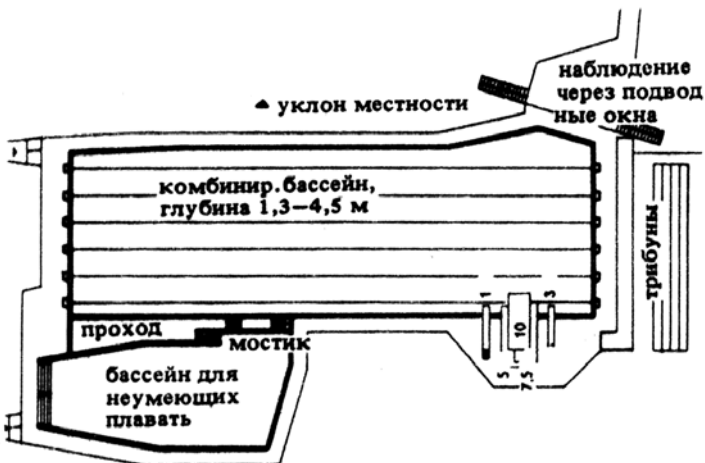 наблюдение
через подвод
ные окна
▲ уклон местности
комбинир. бассейн,
глубина 1,3—4,5 м
трибуны
1
3
10
5
7,5
проход
мостик
бассейн для
неумеющих
плавать